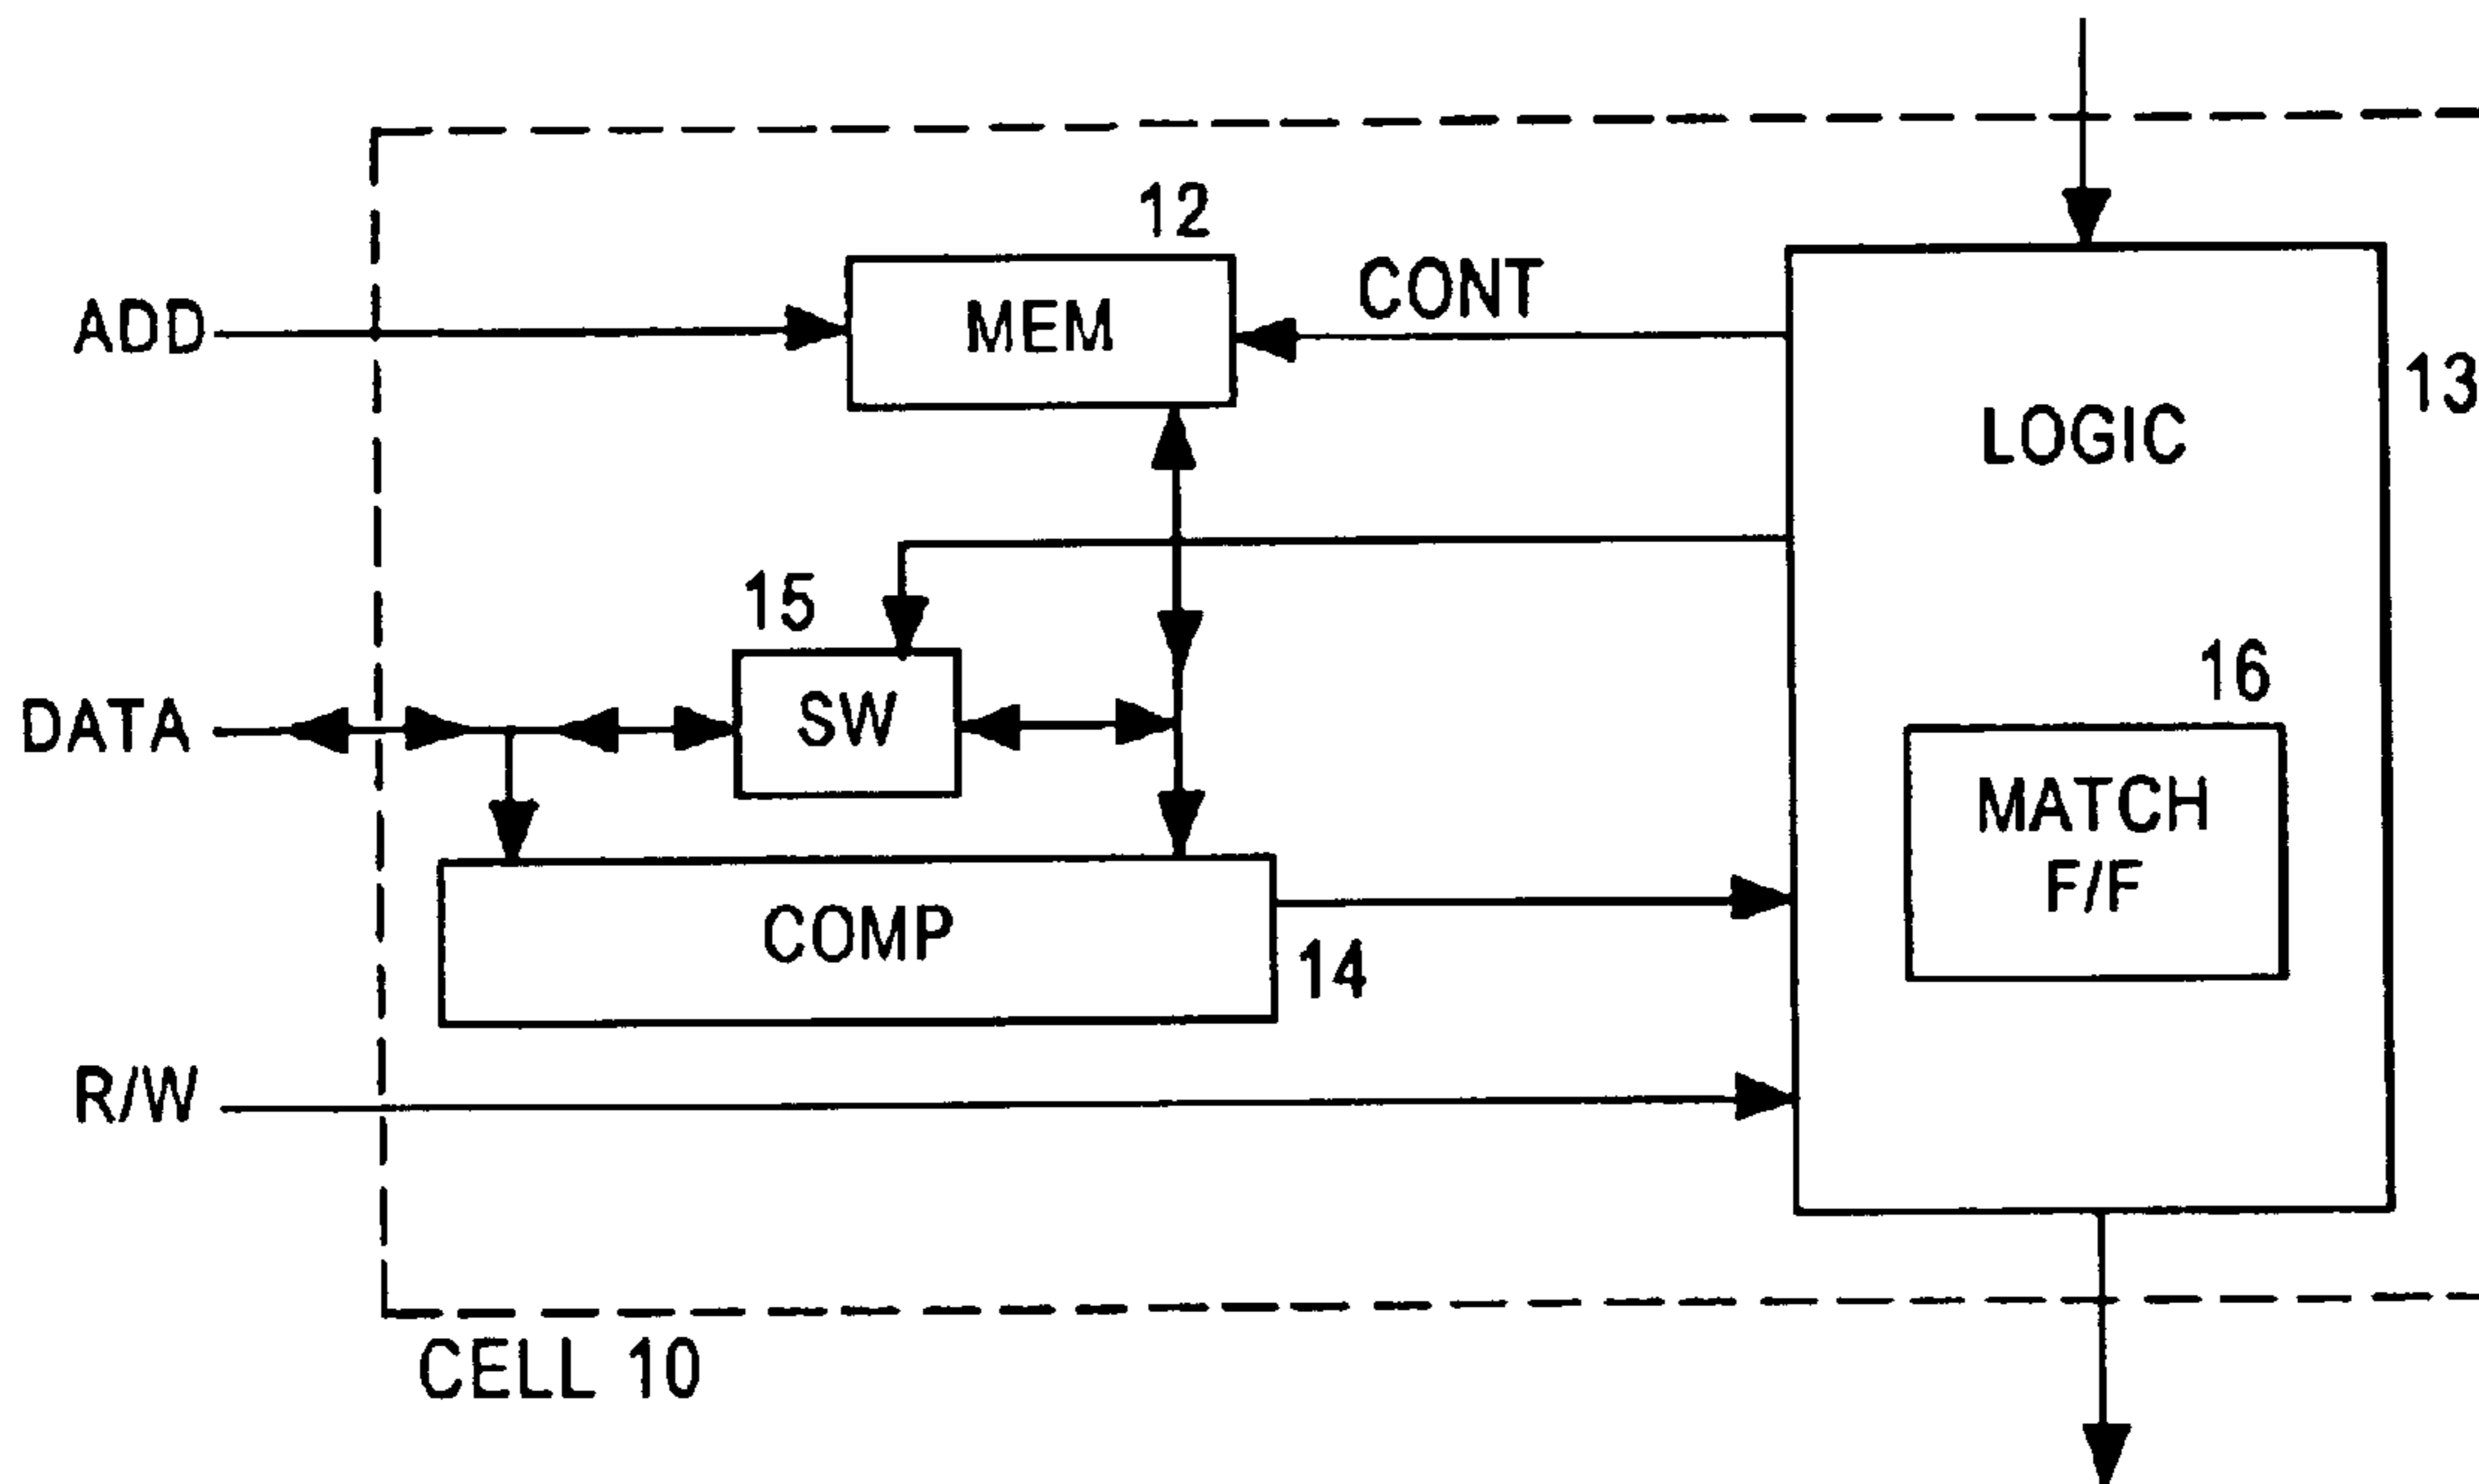 12
ADD
MEM
CONT
13
LOGIC
15
16
DATA
SW
MATCH
F/F
COMP
14
R/W
CELL 10